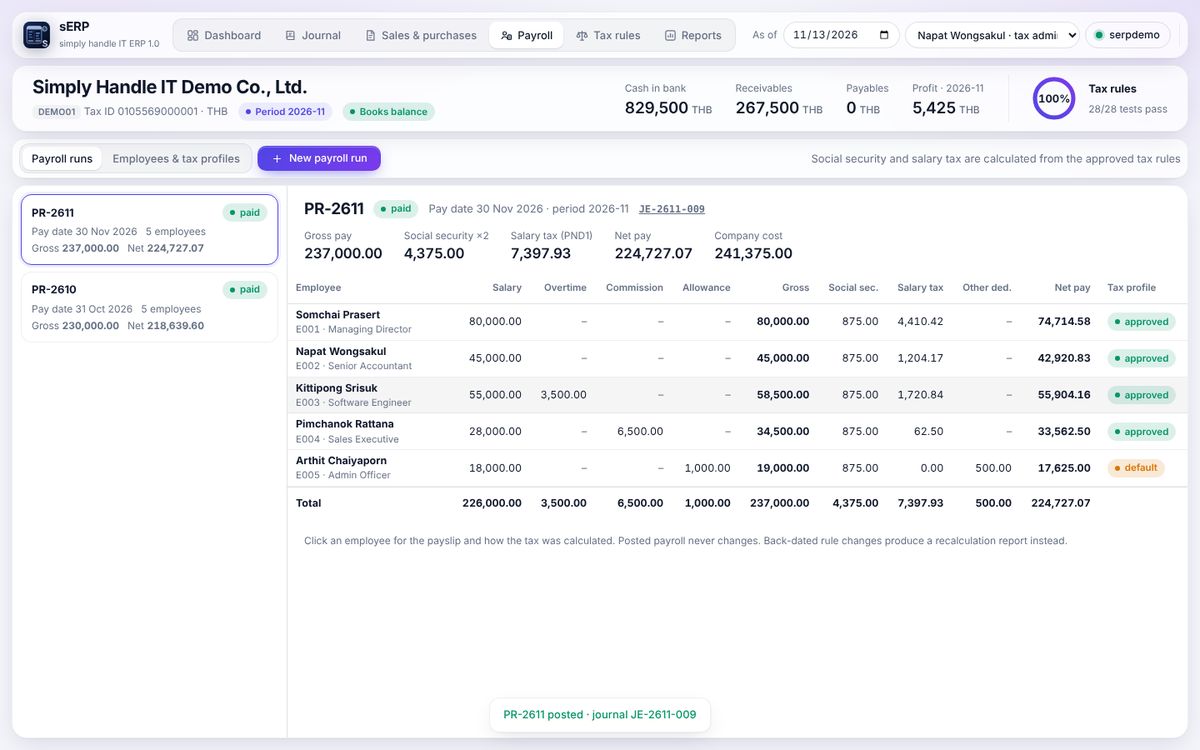 sERP
simply handle IT ERP 1.0
Dashboard Journal Sales & purchases Payroll Tax rules Reports
As of 11/13/2026 Napat Wongsakul · tax admi serpdemo
Simply Handle IT Demo Co., Ltd.
DEMO01 Tax ID 0105569000001 · THB Period 2026-11 Books balance
Cash in bank Receivables Payables Profit · 2026-11
829,500 THB 267,500 THB 0 THB 5,425 THB
100% Tax rules
28/28 tests pass
Payroll runs Employees & tax profiles + New payroll run Social security and salary tax are calculated from the approved tax rules
PR-2611 paid
Pay date 30 Nov 2026 5 employees
Gross 237,000.00 Net 224,727.07
PR-2610 paid
Pay date 31 Oct 2026 5 employees
Gross 230,000.00 Net 218,639.60
PR-2611 paid Pay date 30 Nov 2026 · period 2026-11 JE-2611-009
Gross pay Social security ×2 Salary tax (PND1) Net pay Company cost
237,000.00 4,375.00 7,397.93 224,727.07 241,375.00
Employee Salary Overtime Commission Allowance Gross Social sec. Salary tax Other ded. Net pay Tax profile
Somchai Prasert
E001 · Managing Director
80,000.00 – – – 80,000.00 875.00 4,410.42 – 74,714.58 approved
Napat Wongsakul
E002 · Senior Accountant
45,000.00 – – – 45,000.00 875.00 1,204.17 – 42,920.83 approved
Kittipong Srisuk
E003 · Software Engineer
55,000.00 3,500.00 – – 58,500.00 875.00 1,720.84 – 55,904.16 approved
Pimchanok Rattana
E004 · Sales Executive
28,000.00 – 6,500.00 – 34,500.00 875.00 62.50 – 33,562.50 approved
Arthit Chaiyaporn
E005 · Admin Officer
18,000.00 – – 1,000.00 19,000.00 875.00 0.00 500.00 17,625.00 default
Total 226,000.00 3,500.00 6,500.00 1,000.00 237,000.00 4,375.00 7,397.93 500.00 224,727.07
Click an employee for the payslip and how the tax was calculated. Posted payroll never changes. Back-dated rule changes produce a recalculation report instead.
PR-2611 posted · journal JE-2611-009